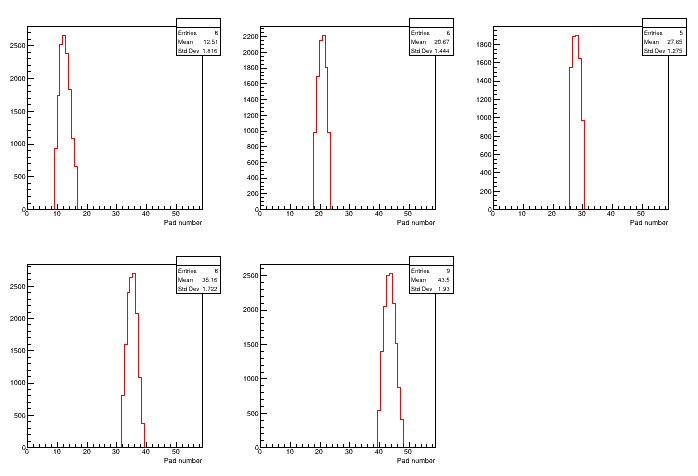 Entries 6
Mean 12.51
Std Dev 1.816
2500
2000
1500
1000
500
0
0 10 20 30 40 50
Pad number
Entries 6
Mean 20.67
Std Dev 1.444
2200
2000
1800
1600
1400
1200
1000
800
600
400
200
0
0 10 20 30 40 50
Pad number
Entries 5
Mean 27.65
Std Dev 1.275
1800
1600
1400
1200
1000
800
600
400
200
0
0 10 20 30 40 50
Pad number
Entries 6
Mean 35.16
Std Dev 1.722
2500
2000
1500
1000
500
0
0 10 20 30 40 50
Pad number
Entries 9
Mean 43.5
Std Dev 1.93
2500
2000
1500
1000
500
0
0 10 20 30 40 50
Pad number